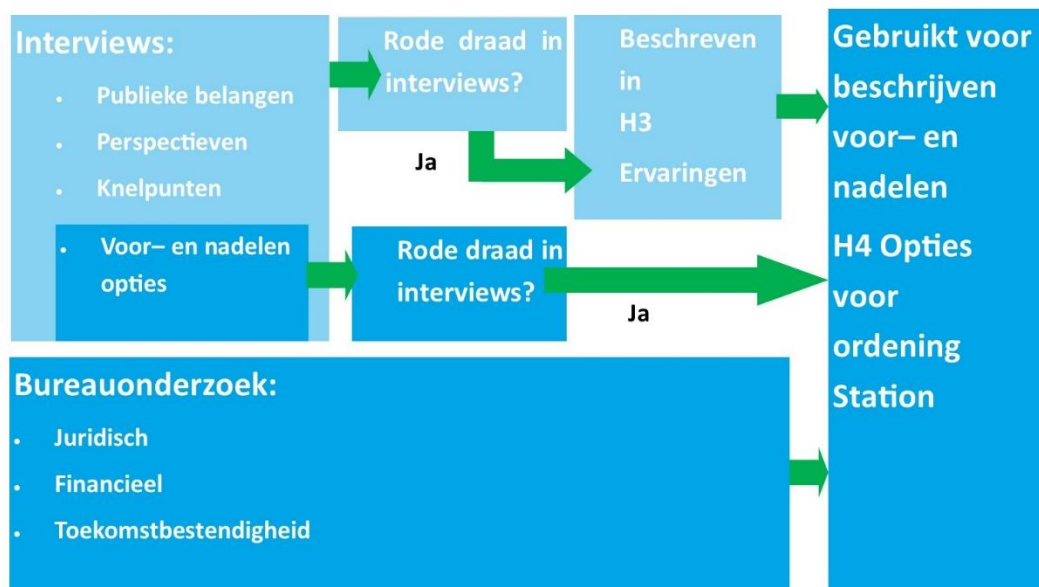 Interviews:
• Publieke belangen
• Perspectieven
• Knelpunten
• Voor– en nadelen
opties
Rode draad in
interviews?
Ja
Beschreven
in
H3
Ervaringen
Rode draad in
interviews?
Ja
Bureauonderzoek:
• Juridisch
• Financieel
• Toekomstbestendigheid
Gebruikt voor
beschrijven
voor– en
nadelen
H4 Opties
voor
ordening
Station